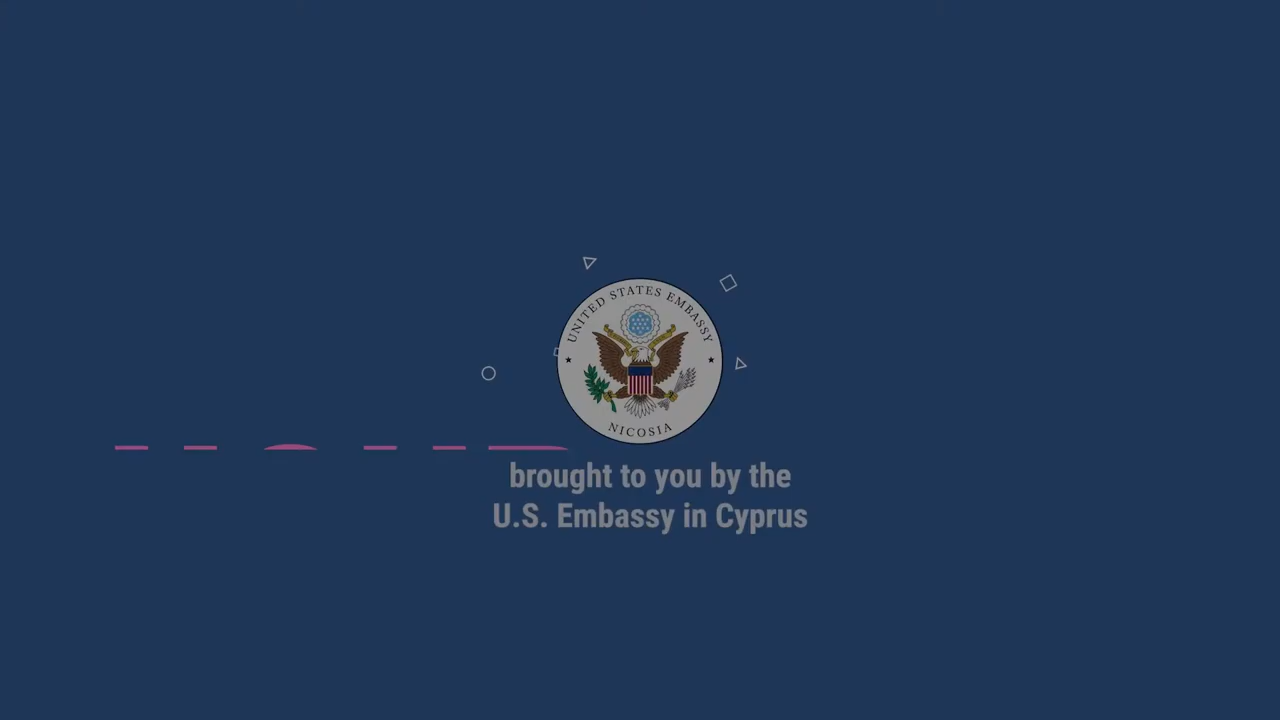 UNITED STATES EMBASSY
NICOSIA
brought to you by the
U.S. Embassy in Cyprus